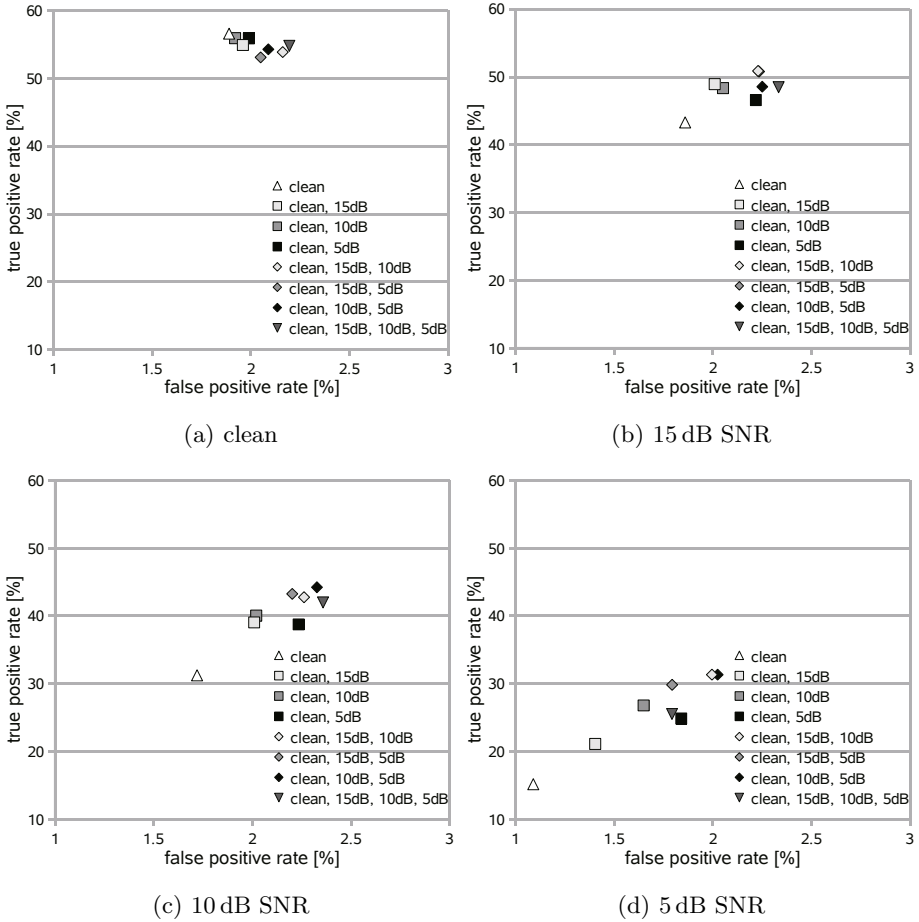 60
50
40
30
20
10
true positive rate [%]
clean
clean, 15dB
clean, 10dB
clean, 5dB
clean, 15dB, 10dB
clean, 15dB, 5dB
clean, 10dB, 5dB
clean, 15dB, 10dB, 5dB
1 1.5 2 2.5 3
false positive rate [%]
(a) clean
60
50
40
30
20
10
true positive rate [%]
clean
clean, 15dB
clean, 10dB
clean, 5dB
clean, 15dB, 10dB
clean, 15dB, 5dB
clean, 10dB, 5dB
clean, 15dB, 10dB, 5dB
1 1.5 2 2.5 3
false positive rate [%]
(b) 15 dB SNR
60
50
40
30
20
10
true positive rate [%]
clean
clean, 15dB
clean, 10dB
clean, 5dB
clean, 15dB, 10dB
clean, 15dB, 5dB
clean, 10dB, 5dB
clean, 15dB, 10dB, 5dB
1 1.5 2 2.5 3
false positive rate [%]
(c) 10 dB SNR
60
50
40
30
20
10
true positive rate [%]
clean
clean, 15dB
clean, 10dB
clean, 5dB
clean, 15dB, 10dB
clean, 15dB, 5dB
clean, 10dB, 5dB
clean, 15dB, 10dB, 5dB
1 1.5 2 2.5 3
false positive rate [%]
(d) 5 dB SNR